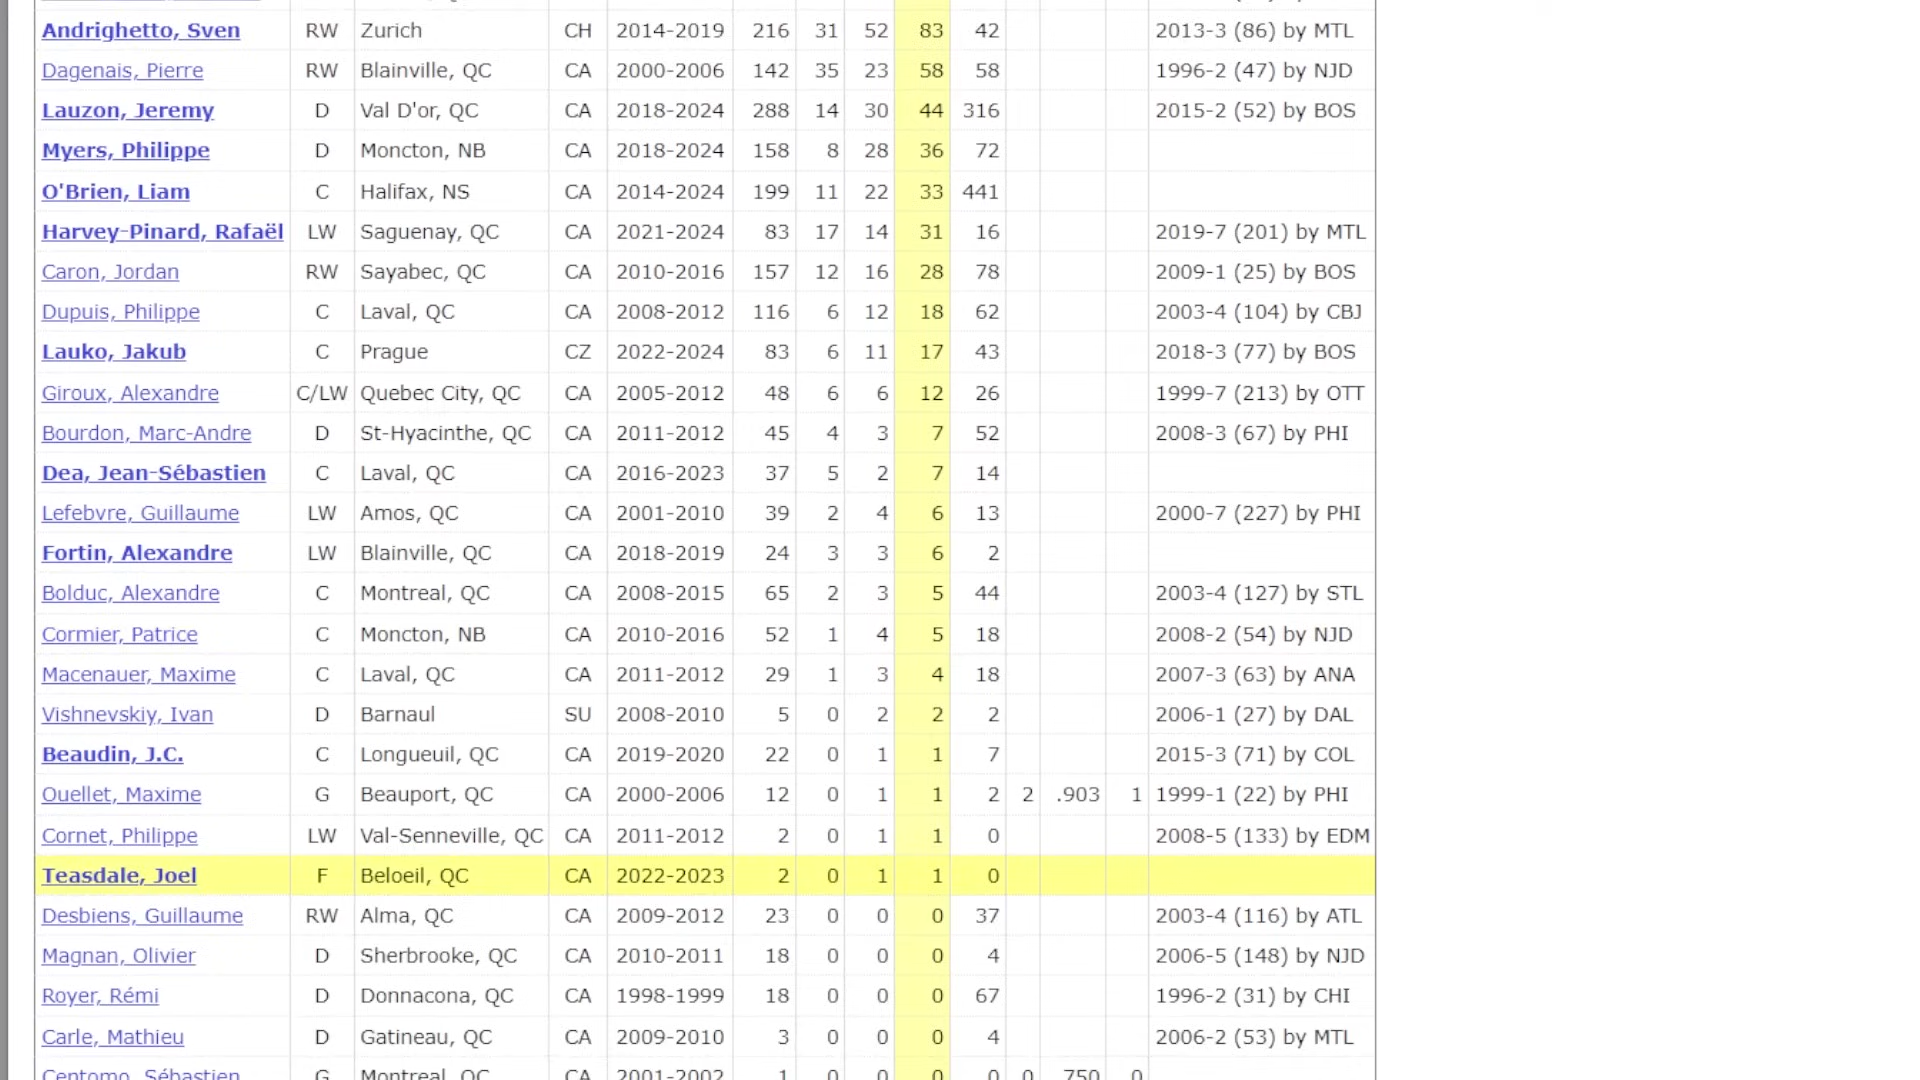 Andrighetto, Sven RW Zurich CH 2014-2019 216 31 52 83 42 2013-3 (86) by MTL
Dagenais, Pierre RW Blainville, QC CA 2000-2006 142 35 23 58 58 1996-2 (47) by NJD
Lauzon, Jeremy D Val D'or, QC CA 2018-2024 288 14 30 44 316 2015-2 (52) by BOS
Myers, Philippe D Moncton, NB CA 2018-2024 158 8 28 36 72
O'Brien, Liam C Halifax, NS CA 2014-2024 199 11 22 33 441
Harvey-Pinard, Rafaël LW Saguenay, QC CA 2021-2024 83 17 14 31 16 2019-7 (201) by MTL
Caron, Jordan RW Sayabec, QC CA 2010-2016 157 12 16 28 78 2009-1 (25) by BOS
Dupuis, Philippe C Laval, QC CA 2008-2012 116 6 12 18 62 2003-4 (104) by CBJ
Lauko, Jakub C Prague CZ 2022-2024 83 6 11 17 43 2018-3 (77) by BOS
Giroux, Alexandre C/LW Quebec City, QC CA 2005-2012 48 6 6 12 26 1999-7 (213) by OTT
Bourdon, Marc-Andre D St-Hyacinthe, QC CA 2011-2012 45 4 3 7 52 2008-3 (67) by PHI
Dea, Jean-Sébastien C Laval, QC CA 2016-2023 37 5 2 7 14
Lefebvre, Guillaume LW Amos, QC CA 2001-2010 39 2 4 6 13 2000-7 (227) by PHI
Fortin, Alexandre LW Blainville, QC CA 2018-2019 24 3 3 6 2
Bolduc, Alexandre C Montreal, QC CA 2008-2015 65 2 3 5 44 2003-4 (127) by STL
Cormier, Patrice C Moncton, NB CA 2010-2016 52 1 4 5 18 2008-2 (54) by NJD
Macenauer, Maxime C Laval, QC CA 2011-2012 29 1 3 4 18 2007-3 (63) by ANA
Vishnevskiy, Ivan D Barnaul SU 2008-2010 5 0 2 2 2 2006-1 (27) by DAL
Beaudin, J.C. C Longueuil, QC CA 2019-2020 22 0 1 1 7 2015-3 (71) by COL
Ouellet, Maxime G Beauport, QC CA 2000-2006 12 0 1 1 2 2 .903 1 1999-1 (22) by PHI
Cornet, Philippe LW Val-Senneville, QC CA 2011-2012 2 0 1 1 0 2008-5 (133) by EDM
Teasdale, Joel F Beloeil, QC CA 2022-2023 2 0 1 1 0
Desbiens, Guillaume RW Alma, QC CA 2009-2012 23 0 0 0 37 2003-4 (116) by ATL
Magnan, Olivier D Sherbrooke, QC CA 2010-2011 18 0 0 0 4 2006-5 (148) by NJD
Royer, Rémi D Donnacona, QC CA 1998-1999 18 0 0 0 67 1996-2 (31) by CHI
Carle, Mathieu D Gatineau, QC CA 2009-2010 3 0 0 0 4 2006-2 (53) by MTL
Centomo, Sébastien G Montreal, QC CA 2001-2002 1 0 0 0 0 0 .750 0